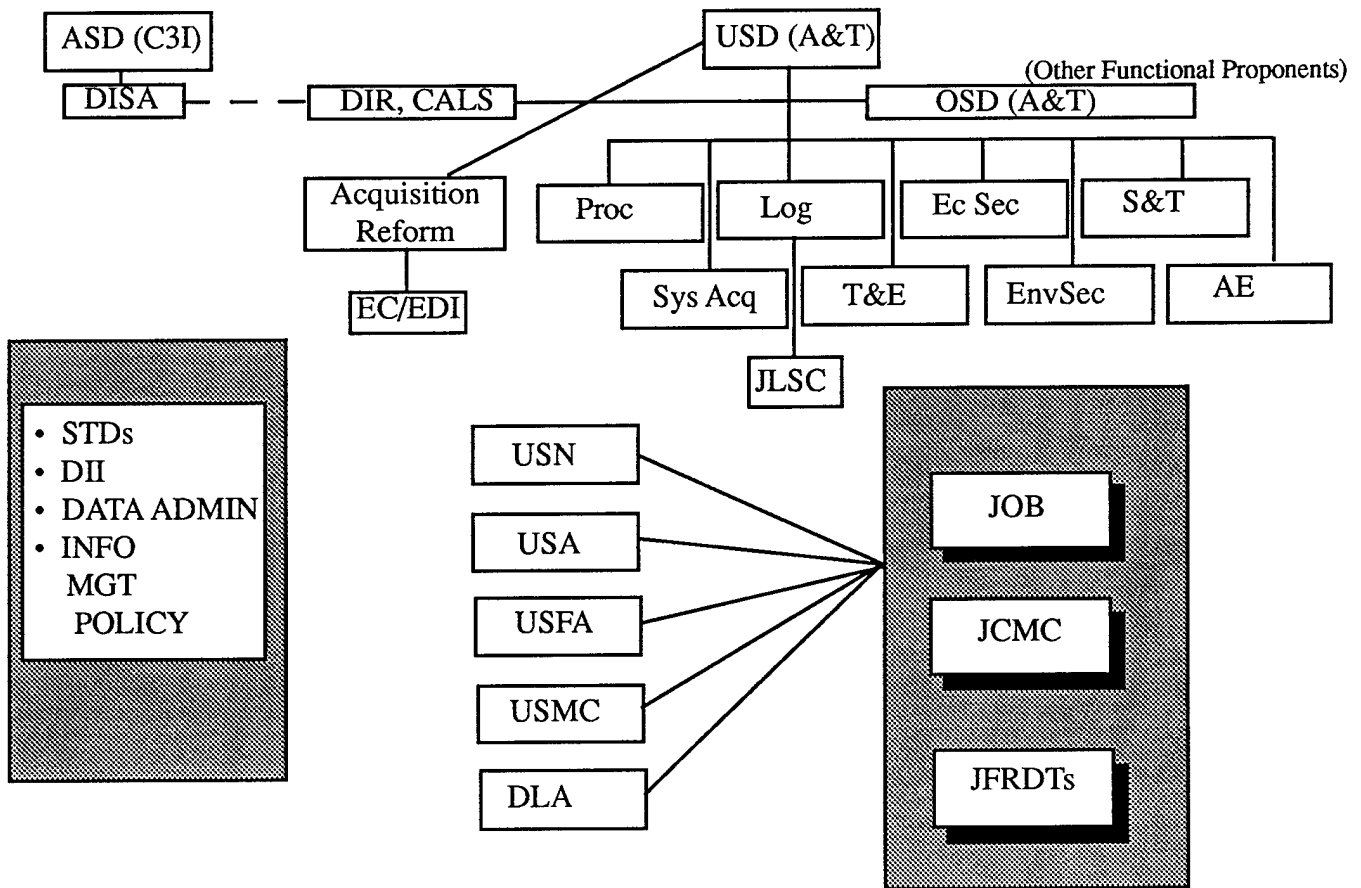 ASD (C3I)
USD (A&T)
(Other Functional Proponents)
DISA
DIR, CALS
OSD (A&T)
Acquisition
Reform
Proc
Log
Ec Sec
S&T
EC/EDI
Sys Acq
T&E
EnvSec
AE
JLSC
• STDs
• DII
• DATA ADMIN
• INFO
MGT
POLICY
USN
USA
USFA
USMC
DLA
JOB
JCMC
JFRDTs